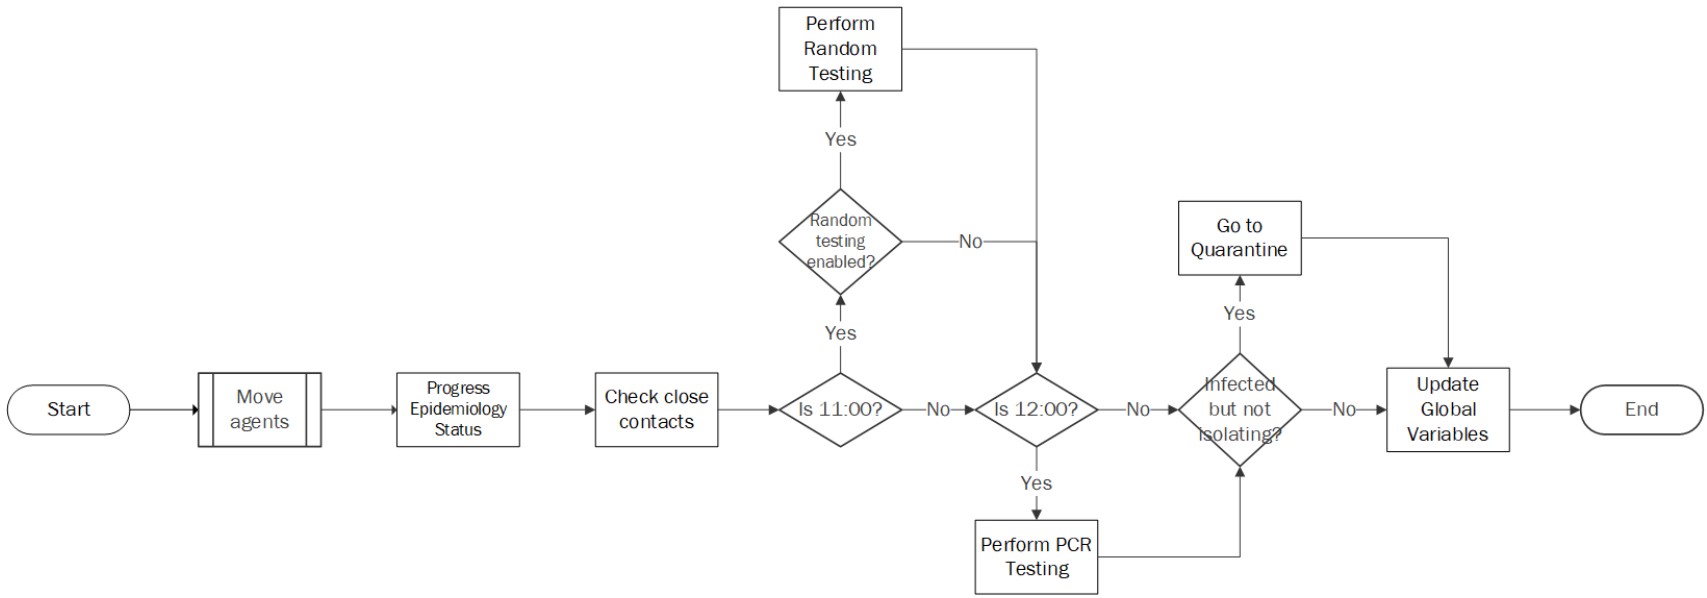 Perform
Random
Testing
Yes
Random
testing
enabled?
No
Go to
Quarantine
Yes
Yes
Start
Move
agents
Progress
Epidemiology
Status
Check close
contacts
Is 11:00?
No
Is 12:00?
No
Infected
but not
isolating?
No
Update
Global
Variables
End
Yes
Perform PCR
Testing